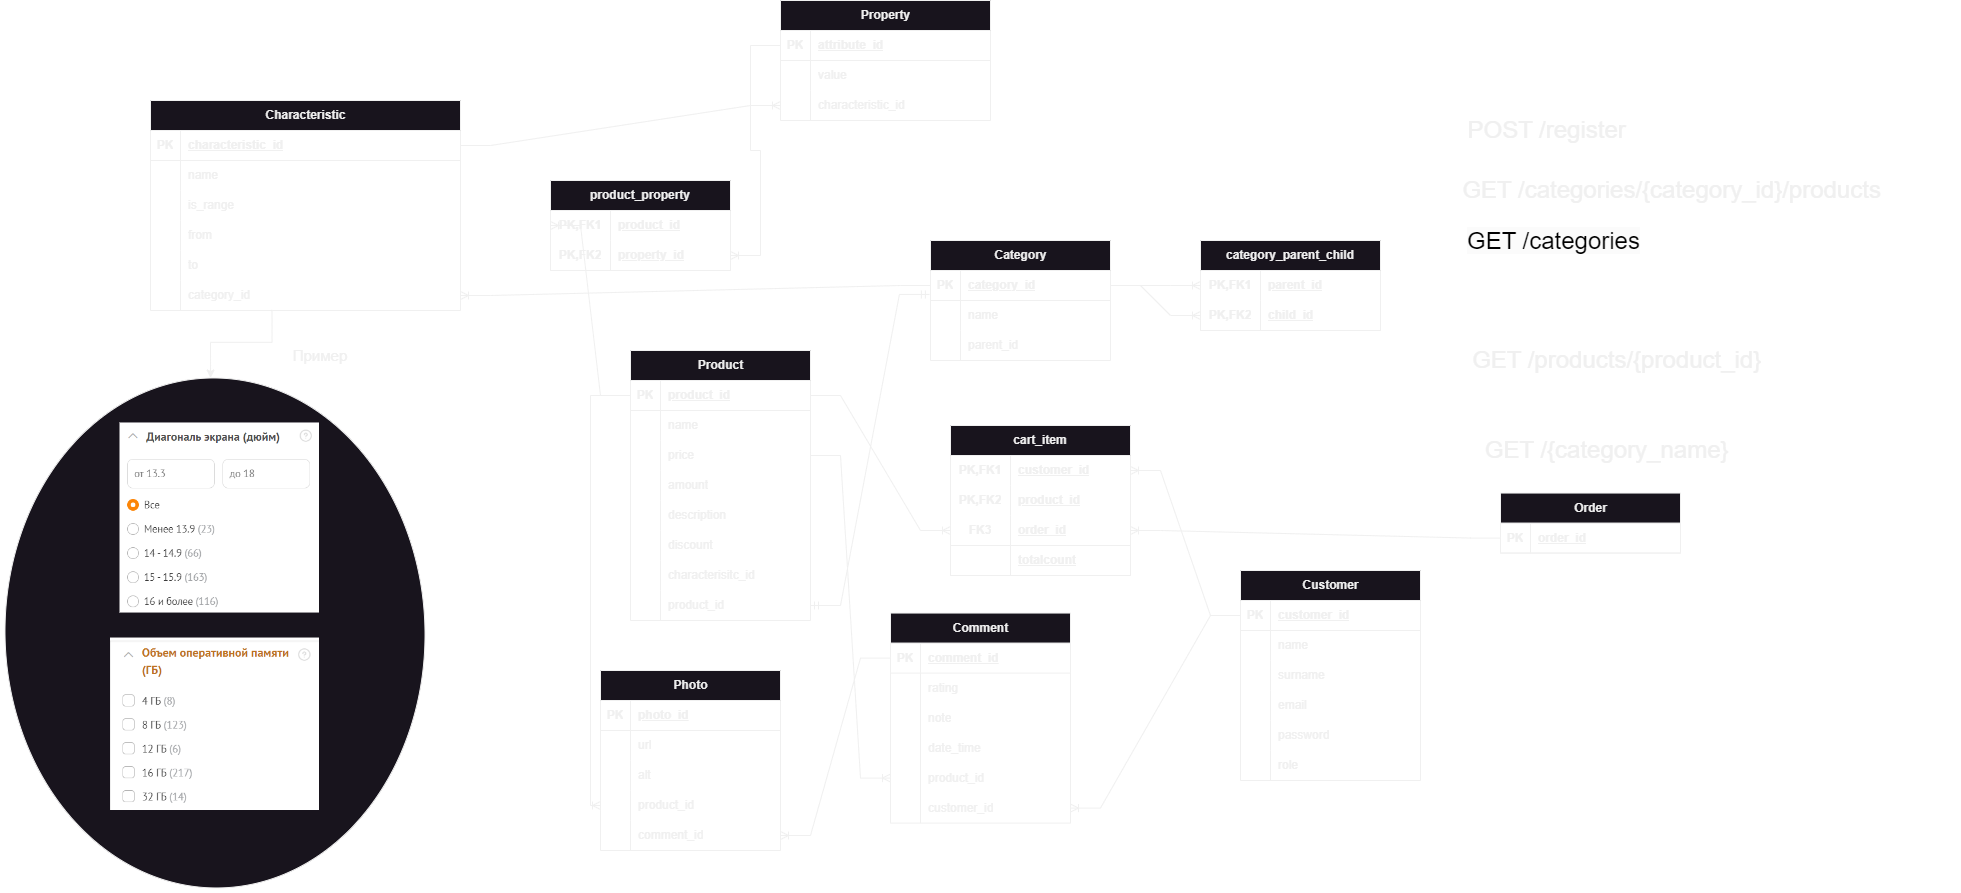 Property
PK attribute_id
value
characteristic_id
Characteristic
PK characteristic_id
name
is_range
from
to
category_id
product_property
PK,FK1 product_id
PK,FK2 property_id
Category
PK category_id
name
parent_id
category_parent_child
PK,FK1 parent_id
PK,FK2 child_id
POST /register
GET /categories/{category_id}/products
GET /categories
GET /products/{product_id}
GET /{category_name}
Пример
Диагональ экрана (дюйм) ?
от 13.3 до 18
Все
Менее 13.9 (23)
14 - 14.9 (66)
15 - 15.9 (163)
16 и более (116)
Объем оперативной памяти ?
(ГБ)
4 ГБ (8)
8 ГБ (123)
12 ГБ (6)
16 ГБ (217)
32 ГБ (14)
Product
PK product_id
name
price
amount
description
discount
characterisitc_id
product_id
cart_item
PK,FK1 customer_id
PK,FK2 product_id
FK3 order_id
totalcount
Order
PK order_id
Customer
PK customer_id
name
surname
email
password
role
Comment
PK comment_id
rating
note
date_time
product_id
customer_id
Photo
PK photo_id
url
alt
product_id
comment_id